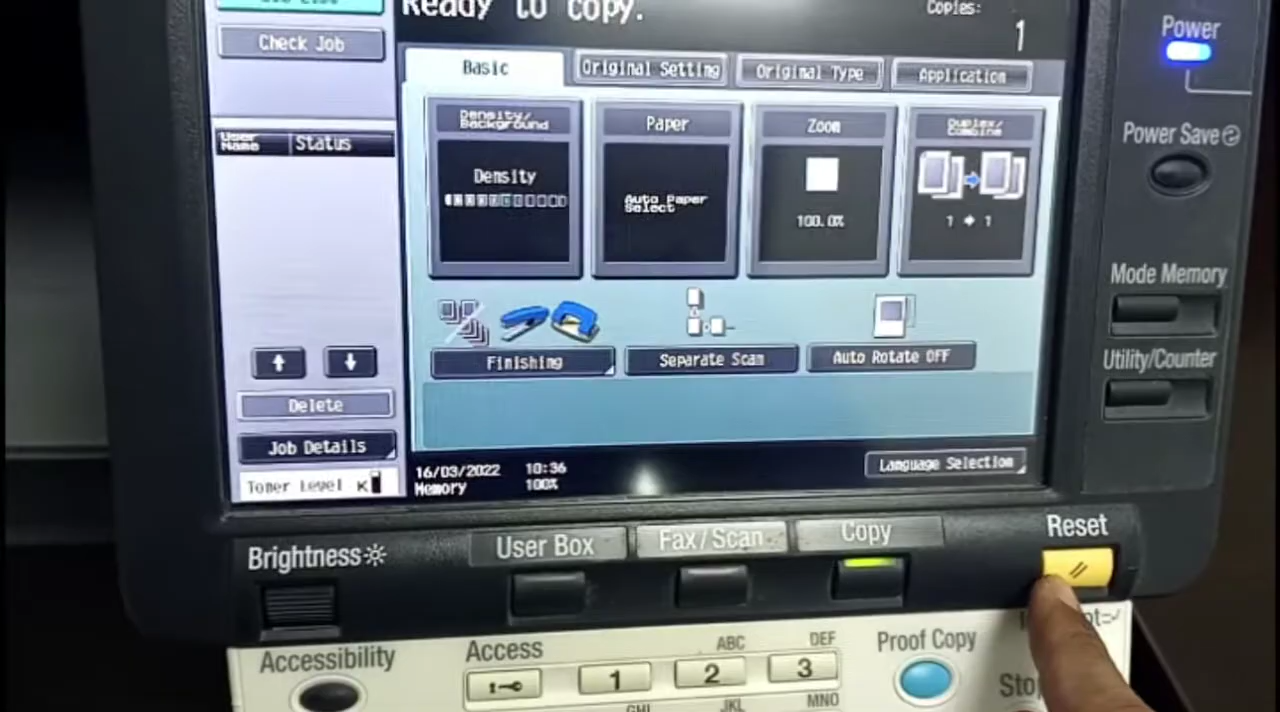 Ready to copy.
Copies:
1
Check Job
Basic
Original Setting
Original Type
Application
User Name
Status
Density/
Background
Density
Paper
Auto Paper
Select
Zoom
100.0%
Duplex/
Combine
1 → 1
Finishing
Separate Scan
Auto Rotate OFF
Delete
Job Details
Toner Level K
16/03/2022 10:36
Memory 100%
Language Selection
Power
Power Save
Mode Memory
Utility/Counter
Brightness
User Box
Fax/Scan
Copy
Reset
Accessibility
Access
1
ABC
2
DEF
3
GHI
JKL
MNO
Proof Copy